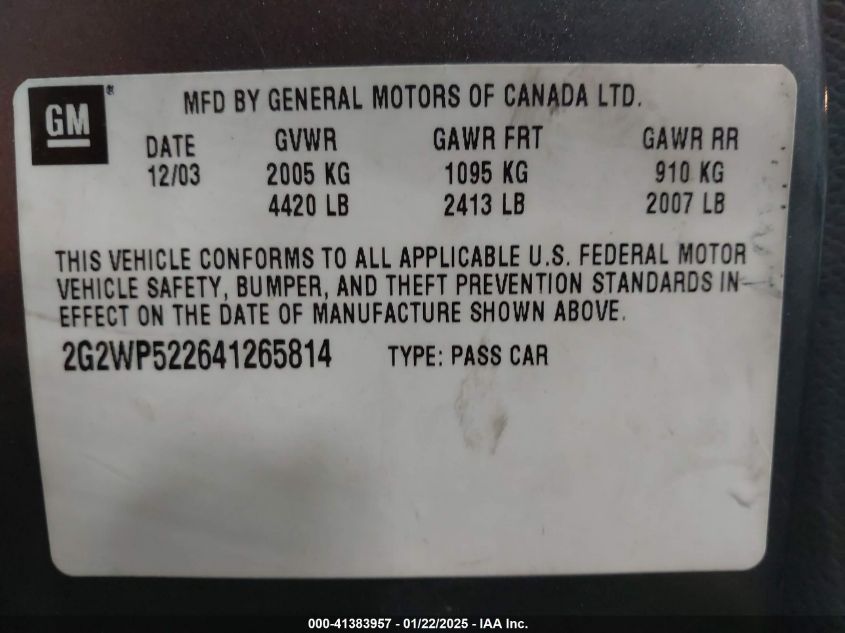 GM®
MFD BY GENERAL MOTORS OF CANADA LTD.
DATE GVWR GAWR FRT GAWR RR
12/03 2005 KG 1095 KG 910 KG
4420 LB 2413 LB 2007 LB
THIS VEHICLE CONFORMS TO ALL APPLICABLE U.S. FEDERAL MOTOR
VEHICLE SAFETY, BUMPER, AND THEFT PREVENTION STANDARDS IN
EFFECT ON THE DATE OF MANUFACTURE SHOWN ABOVE.
2G2WP522641265814 TYPE: PASS CAR
000-41383957 - 01/22/2025 - IAA Inc.